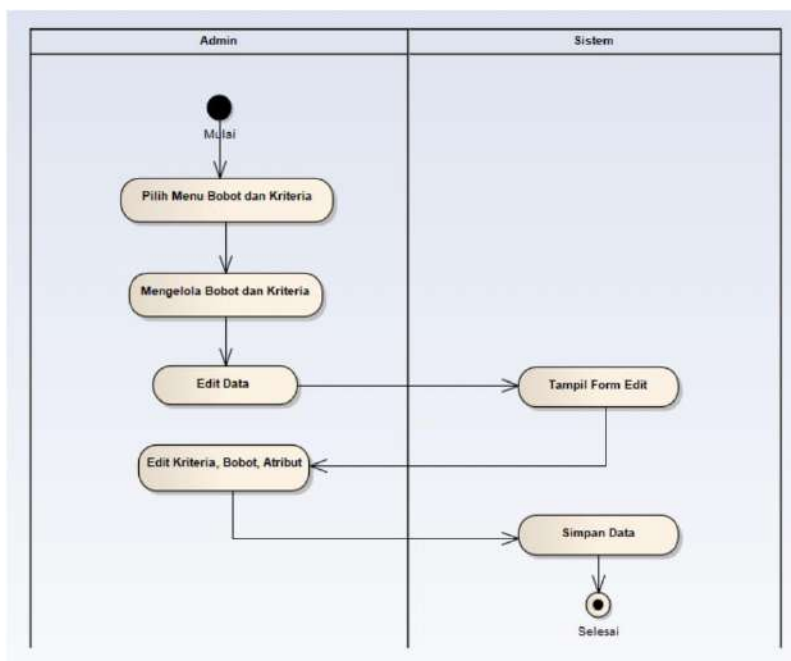 Admin
Sistem
Mulai
Pilih Menu Bobot dan Kriteria
Mengelola Bobot dan Kriteria
Edit Data
Tampil Form Edit
Edit Kriteria, Bobot, Atribut
Simpan Data
Selesai